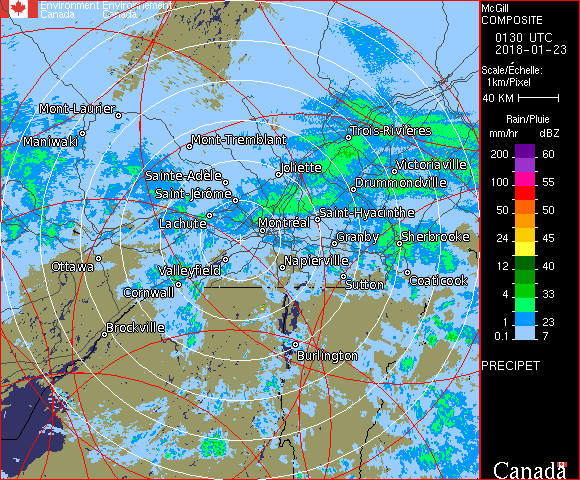 Environment Environnement
Canada Canada
McGill
COMPOSITE
0130 UTC
2018-01-23
Scale/Échelle:
1km/Pixel
40 KM
Rain/Pluie
mm/hr dBZ
200 60
100 55
50 50
24 45
12 40
4 33
1 23
0.1 7
PRECIPET
Canada
Mont-Laurier
Maniwaki
Mont-Tremblant
Trois-Rivières
Sainte-Adèle
Joliette
Victoriaville
Saint-Jérôme
Drummondville
Lachute
Montréal
Saint-Hyacinthe
Granby
Sherbrooke
Ottawa
Valleyfield
Napierville
Cornwall
Sutton
Coaticook
Brockville
Burlington